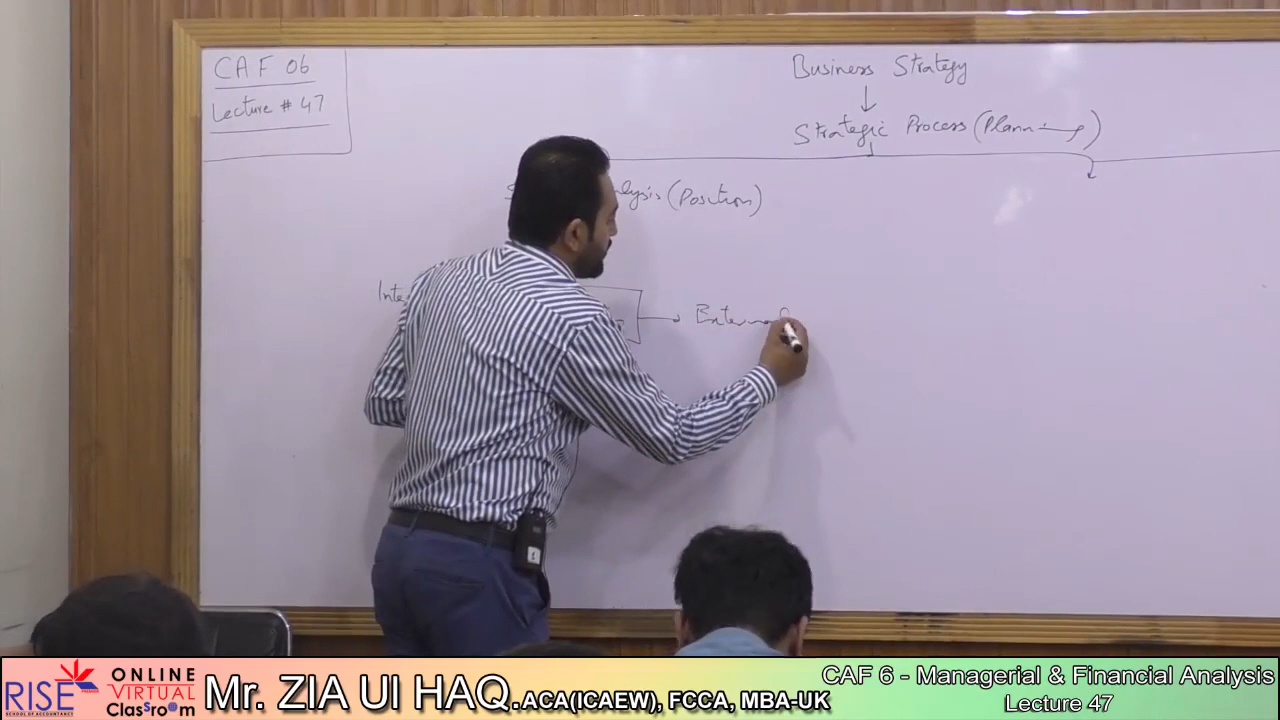 CAF 06
Lecture # 47
Business Strategy
Strategic Process (Planning)
(Position)
External
RISE
PREMIER
SCHOOL OF ACCOUNTANCY
ONLINE
VIRTUAL
ClasSroom
Mr. ZIA Ul HAQ. ACA(ICAEW), FCCA, MBA-UK
CAF 6 - Managerial & Financial Analysis
Lecture 47